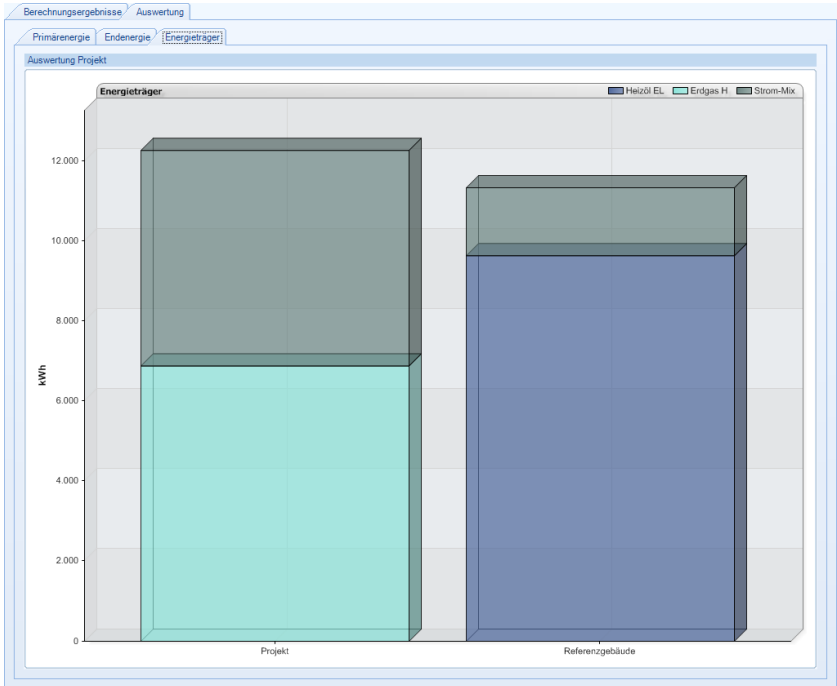 Berechnungsergebnisse Auswertung
Primärenergie Endenergie Energieträger
Auswertung Projekt
Energieträger Heizöl EL Erdgas H Strom-Mix
12.000
10.000
8.000
kWh
6.000
4.000
2.000
0
Projekt Referenzgebäude